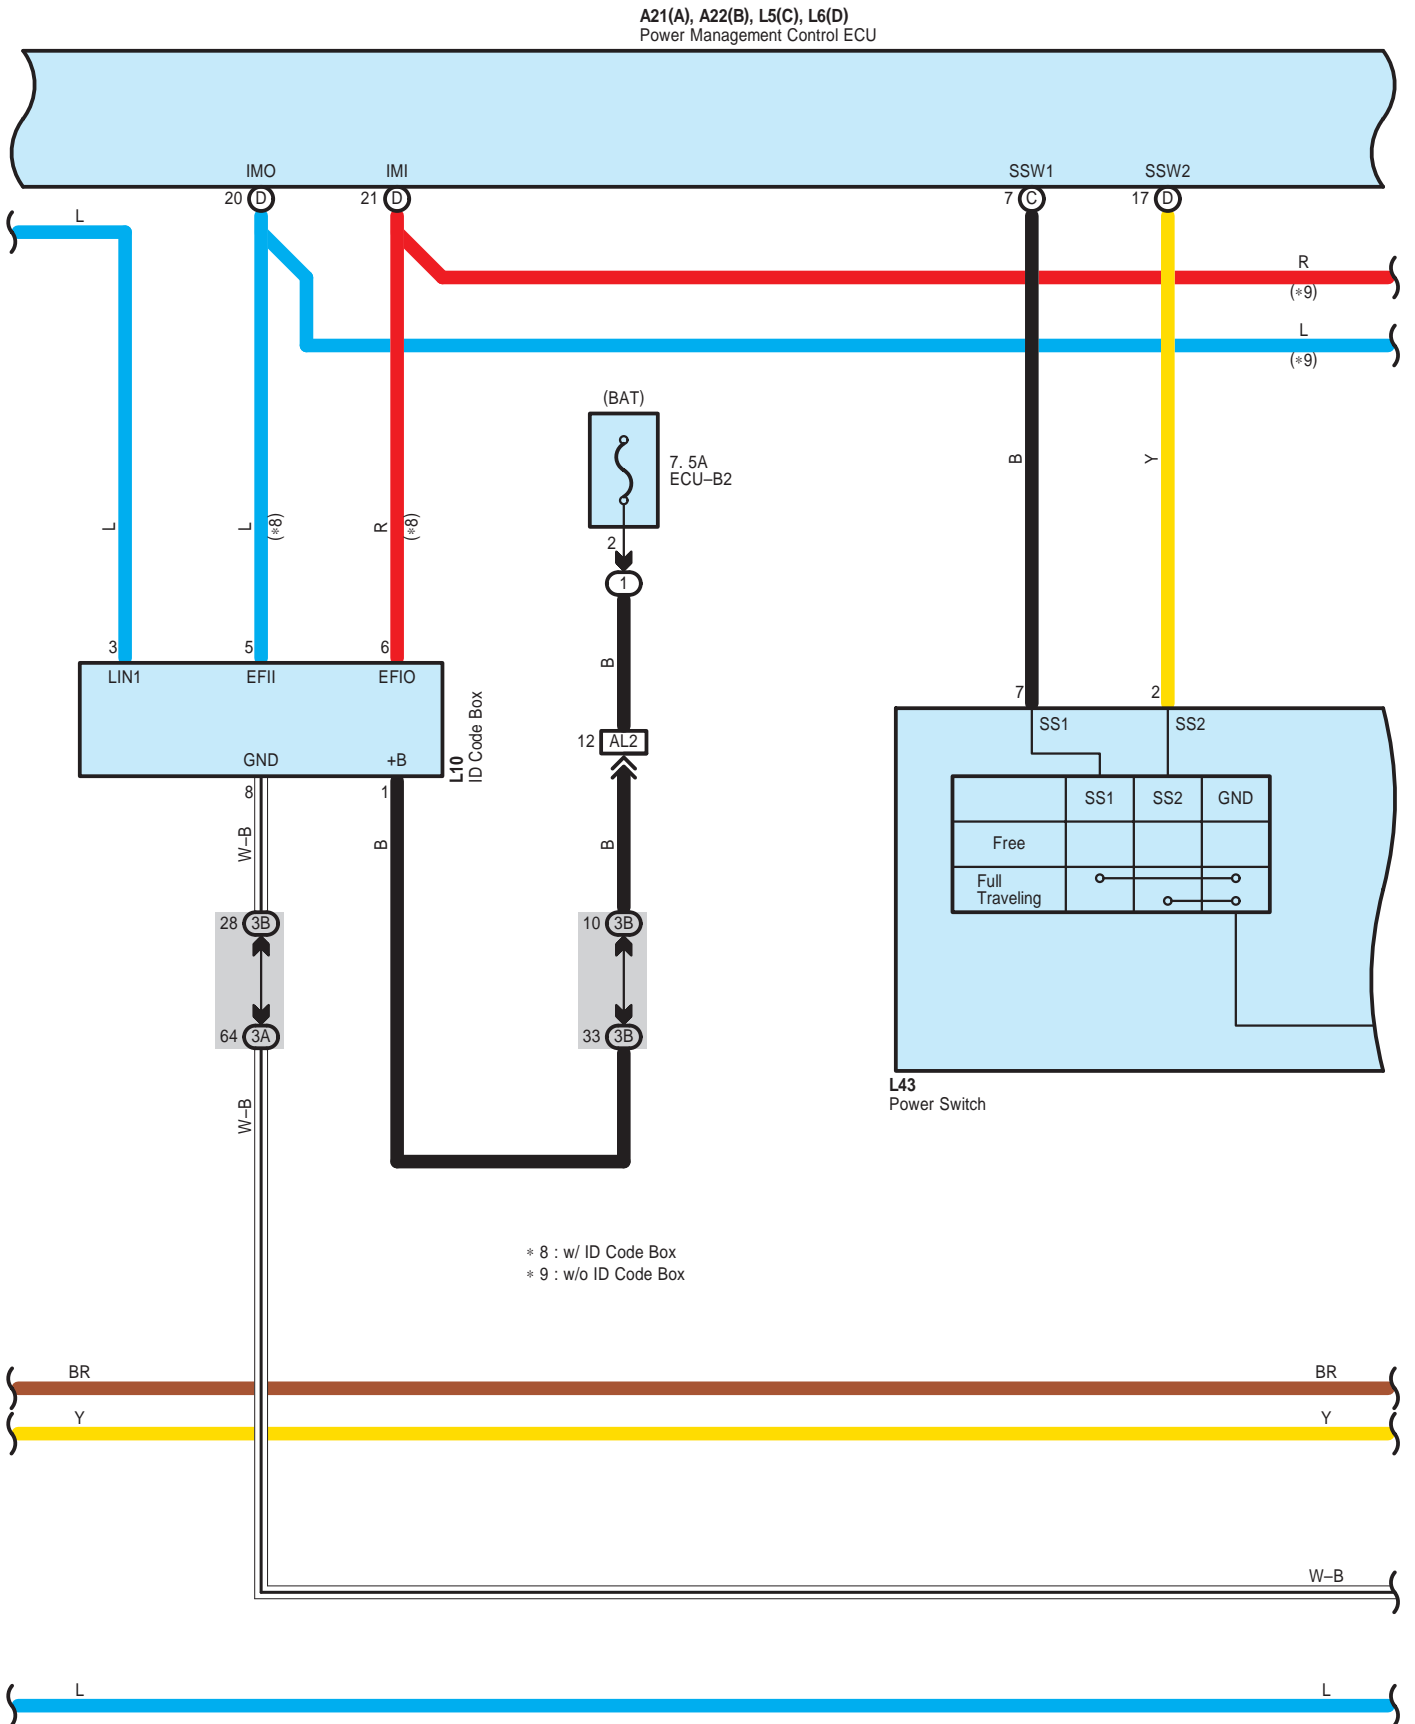 A21(A), A22(B), L5(C), L6(D)
Power Management Control ECU
IMO
IMI
SSW1
SSW2
20 D
21 D
7 C
17 D
L
R
(∗9)
L
(∗9)
(BAT)
7. 5A
ECU–B2
B
Y
L
L
(∗8)
R
(∗8)
2
1
3
5
6
LIN1
EFII
EFIO
B
7
2
SS1
SS2
12 AL2
GND
+B
L10
ID Code Box
8
1
SS1
SS2
GND
W–B
B
B
Free
Full
Traveling
28 3B
10 3B
64 3A
33 3B
L43
Power Switch
W–B
∗ 8 : w/ ID Code Box
∗ 9 : w/o ID Code Box
BR
BR
Y
Y
W–B
L
L